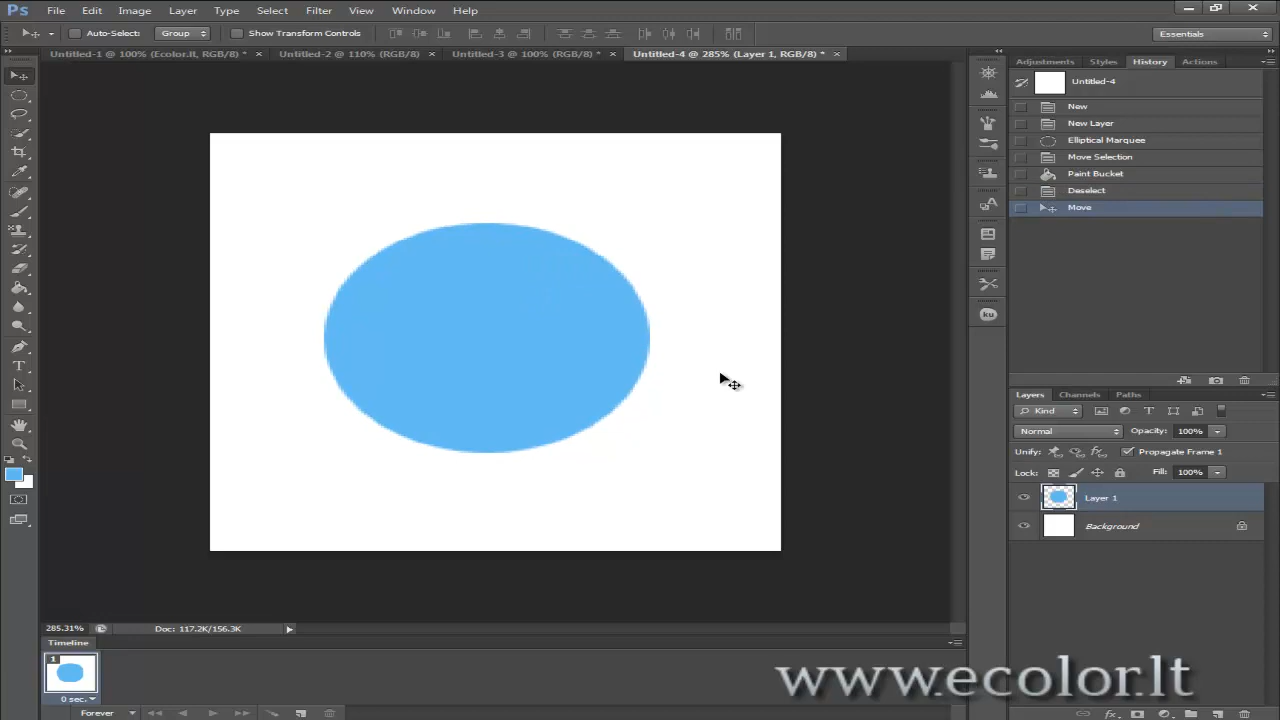 Ps File Edit Image Layer Type Select Filter View Window Help
Auto-Select: Group Show Transform Controls Essentials
Untitled-1 @ 100% (Ecolor.lt, RGB/8) * × Untitled-2 @ 110% (RGB/8) × Untitled-3 @ 100% (RGB/8) * × Untitled-4 @ 285% (Layer 1, RGB/8) * ×
Adjustments Styles History Actions
Untitled-4
New
New Layer
Elliptical Marquee
Move Selection
Paint Bucket
Deselect
Move
ku
Layers Channels Paths
Kind
Normal Opacity: 100%
Unify: Propagate Frame 1
Lock: Fill: 100%
Layer 1
Background
285.31% Doc: 117.2K/156.3K
Timeline
1
0 sec.
Forever
www.ecolor.lt